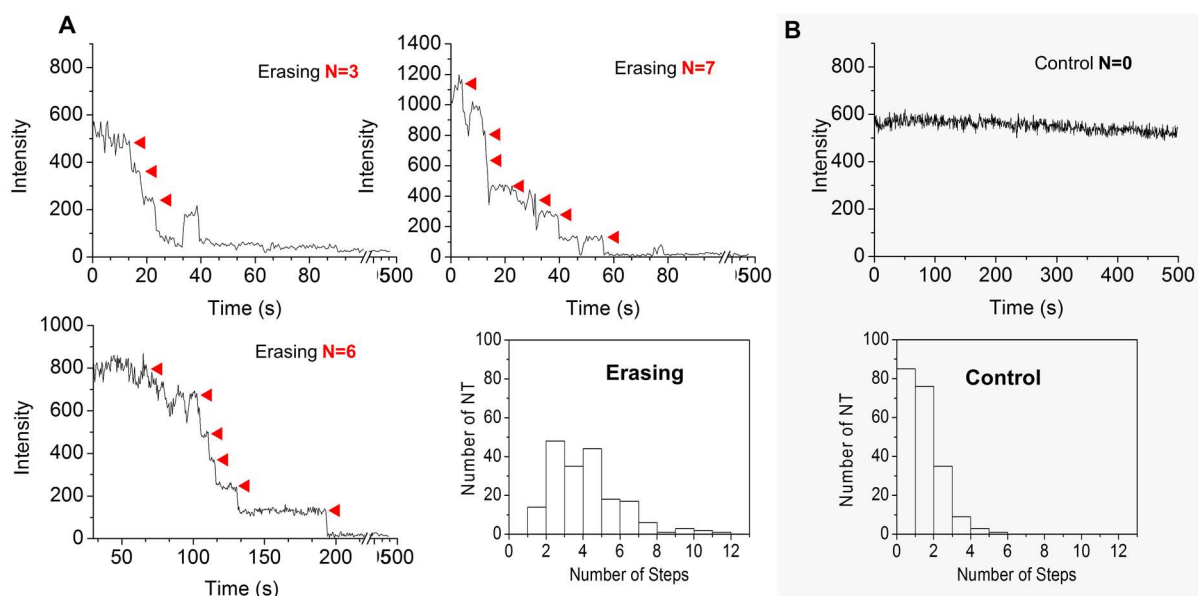 A
Erasing N=3
Intensity
800
600
400
200
0
0 20 40 60 80 500
Time (s)
Erasing N=7
Intensity
1400
1200
1000
800
600
400
200
0
0 20 40 60 80 500
Time (s)
B
Control N=0
Intensity
800
600
400
200
0
0 100 200 300 400 500
Time (s)
Erasing N=6
Intensity
1000
800
600
400
200
0
50 100 150 200 500
Time (s)
Erasing
Number of NT
100
80
60
40
20
0
0 2 4 6 8 10 12
Number of Steps
Control
Number of NT
100
80
60
40
20
0
0 2 4 6 8 10 12
Number of Steps